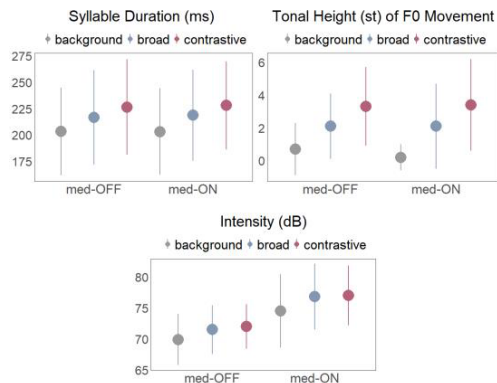 Syllable Duration (ms)
background broad contrastive
275
250
225
200
175
med-OFF med-ON
Tonal Height (st) of F0 Movement
background broad contrastive
6
4
2
0
med-OFF med-ON
Intensity (dB)
background broad contrastive
80
75
70
65
med-OFF med-ON